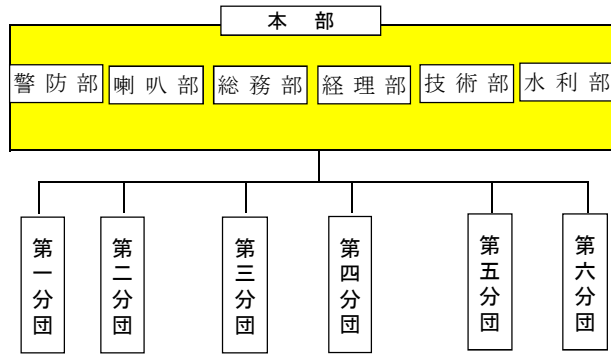 本部
警防部 喇叭部 総務部 経理部 技術部 水利部
第一分団
第二分団
第三分団
第四分団
第五分団
第六分団